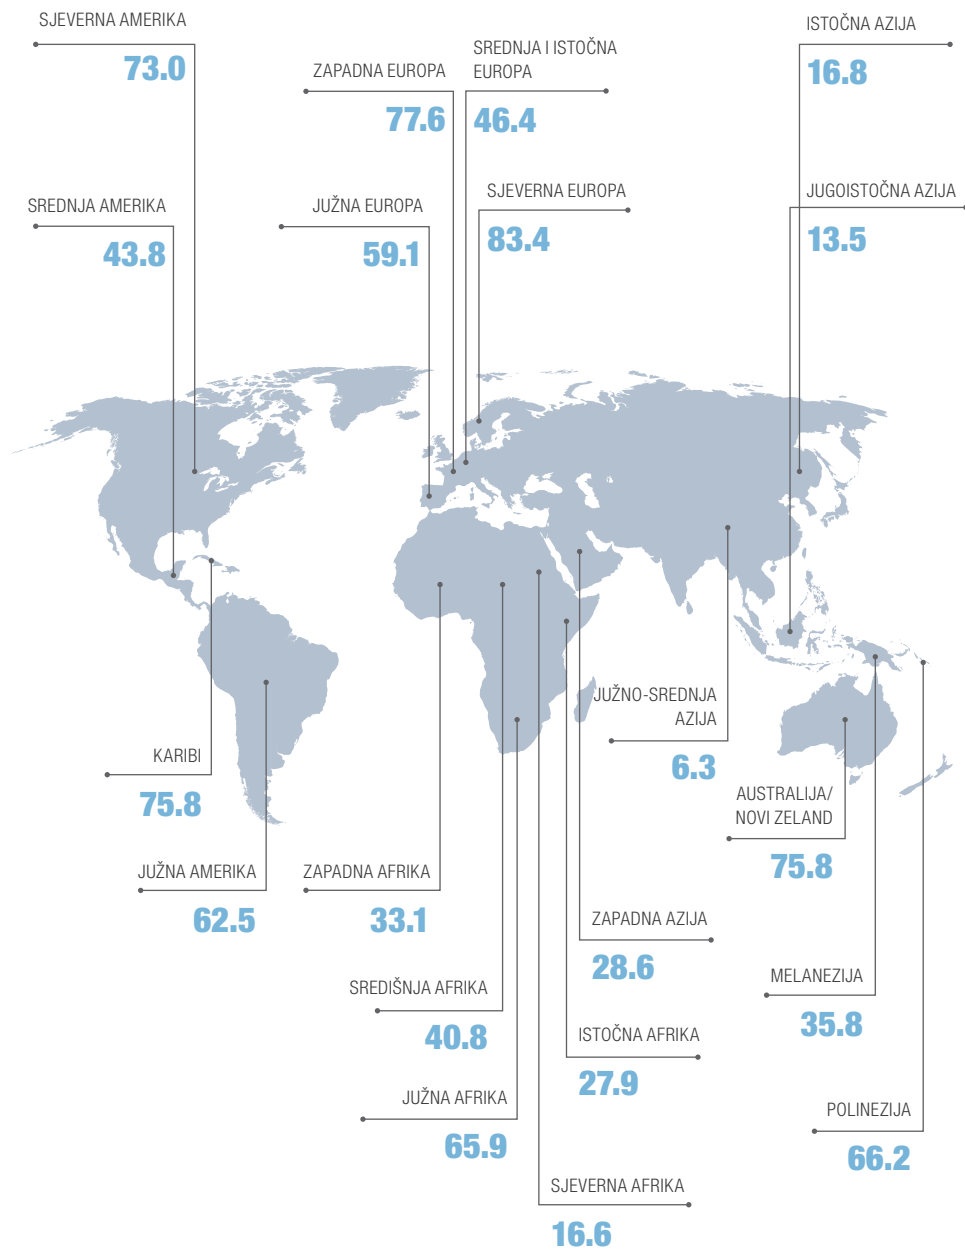 SJEVERNA AMERIKA
73.0
ZAPADNA EUROPA
77.6
SREDNJA I ISTOČNA
EUROPA
46.4
ISTOČNA AZIJA
16.8
SREDNJA AMERIKA
43.8
JUŽNA EUROPA
59.1
SJEVERNA EUROPA
83.4
JUGOISTOČNA AZIJA
13.5
KARIBI
75.8
JUŽNO-SREDNJA
AZIJA
6.3
AUSTRALIJA/
NOVI ZELAND
75.8
JUŽNA AMERIKA
62.5
ZAPADNA AFRIKA
33.1
ZAPADNA AZIJA
28.6
SREDIŠNJA AFRIKA
40.8
MELANEZIJA
35.8
ISTOČNA AFRIKA
27.9
JUŽNA AFRIKA
65.9
POLINEZIJA
66.2
SJEVERNA AFRIKA
16.6